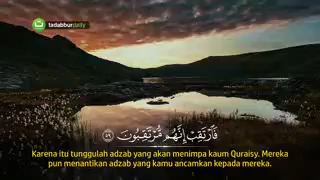 tadabburdaily
فَٱرْتَقِبْ إِنَّهُم مُّرْتَقِبُونَ ﴿٥٩﴾
Karena itu tunggulah adzab yang akan menimpa kaum Quraisy. Mereka
pun menantikan adzab yang kamu ancamkan kepada mereka.